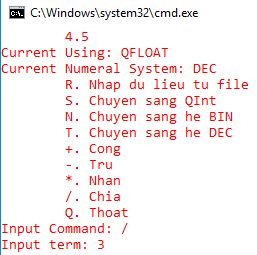 C:\Windows\system32\cmd.exe
4.5
Current Using: QFLOAT
Current Numeral System: DEC
R. Nhap du lieu tu file
S. Chuyen sang QInt
N. Chuyen sang he BIN
T. Chuyen sang he DEC
+. Cong
-. Tru
*. Nhan
/. Chia
Q. Thoat
Input Command: /
Input term: 3